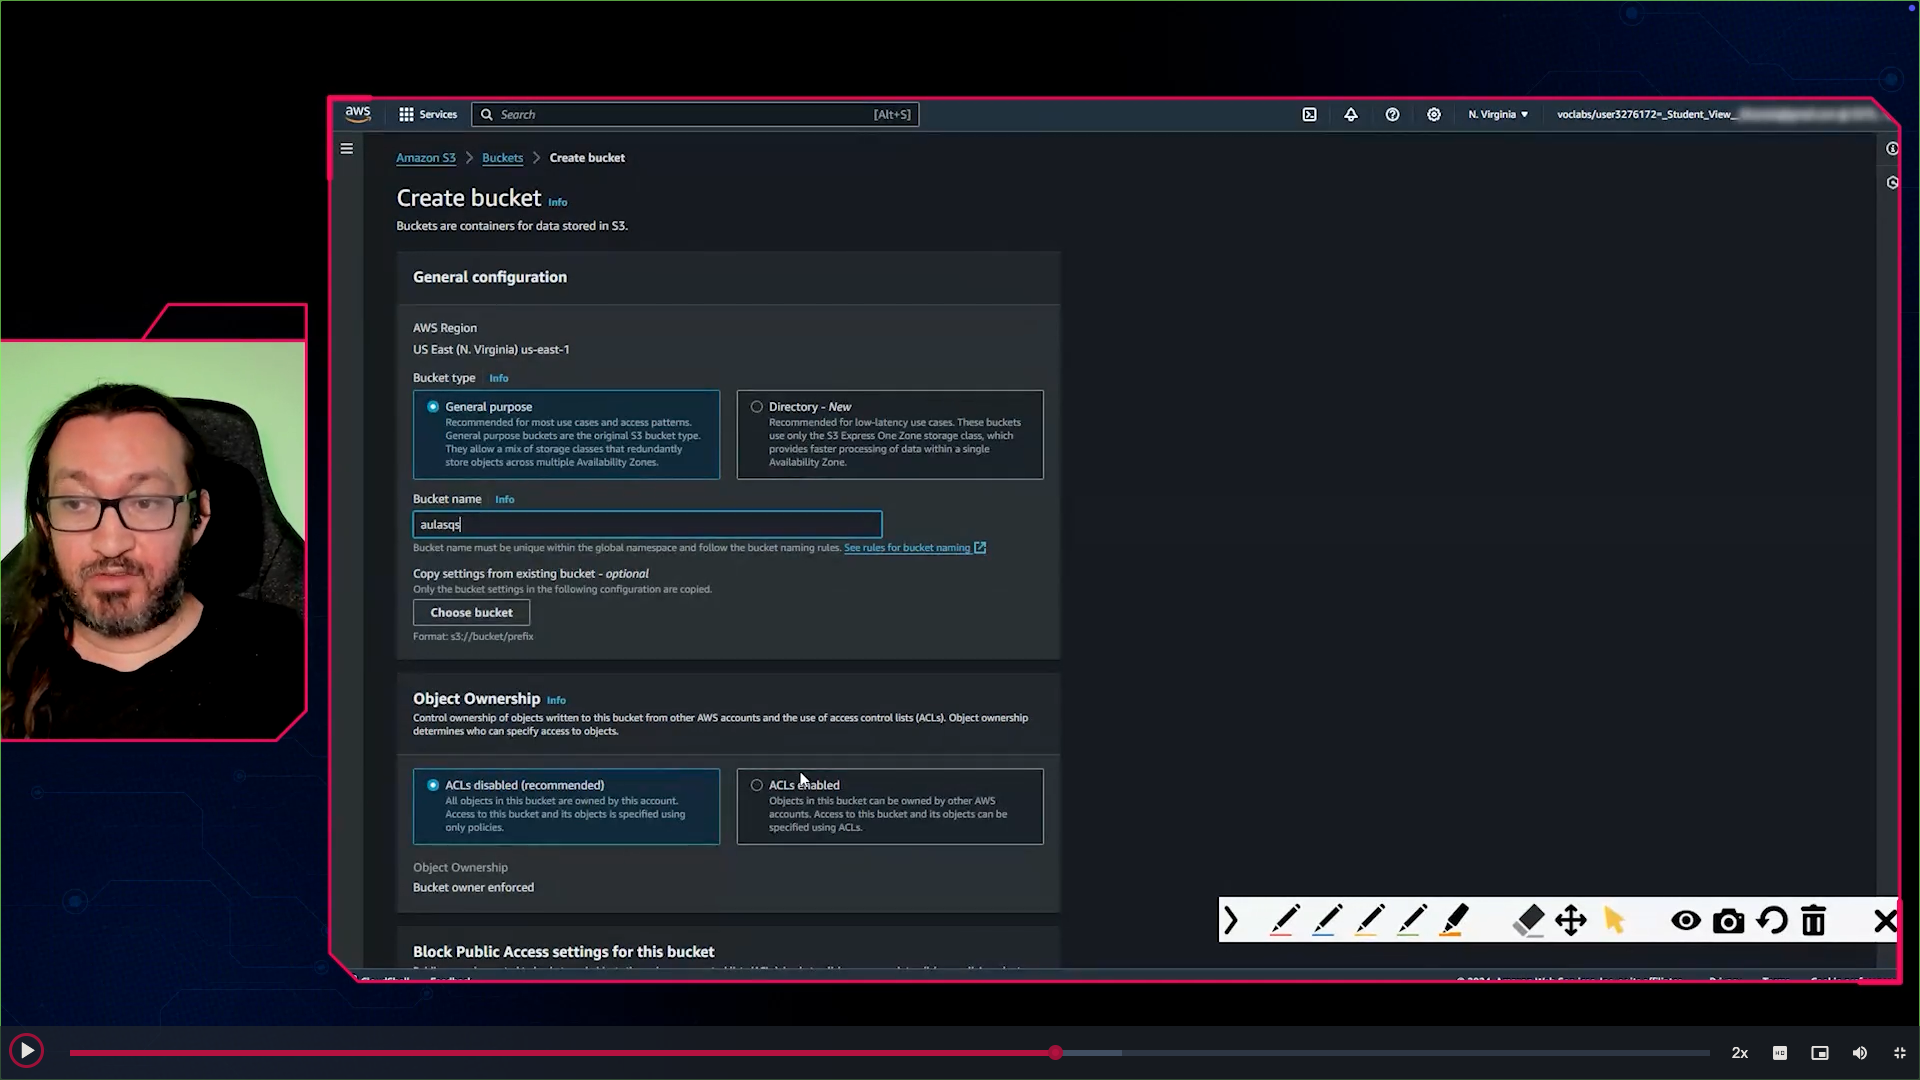 aws
Services
Search
[Alt+S]
N. Virginia
voclabs/user3276172=_Student_View_
Amazon S3
Buckets
Create bucket
Create bucket Info
Buckets are containers for data stored in S3.
General configuration
AWS Region
US East (N. Virginia) us-east-1
Bucket type Info
General purpose
Recommended for most use cases and access patterns.
General purpose buckets are the original S3 bucket type.
They allow a mix of storage classes that redundantly
store objects across multiple Availability Zones.
Directory - New
Recommended for low-latency use cases. These buckets
use only the S3 Express One Zone storage class, which
provides faster processing of data within a single
Availability Zone.
Bucket name Info
aulasqs
Bucket name must be unique within the global namespace and follow the bucket naming rules. See rules for bucket naming
Copy settings from existing bucket - optional
Only the bucket settings in the following configuration are copied.
Choose bucket
Format: s3://bucket/prefix
Object Ownership Info
Control ownership of objects written to this bucket from other AWS accounts and the use of access control lists (ACLs). Object ownership
determines who can specify access to objects.
ACLs disabled (recommended)
All objects in this bucket are owned by this account.
Access to this bucket and its objects is specified using
only policies.
ACLs enabled
Objects in this bucket can be owned by other AWS
accounts. Access to this bucket and its objects can be
specified using ACLs.
Object Ownership
Bucket owner enforced
Block Public Access settings for this bucket
2x
HD